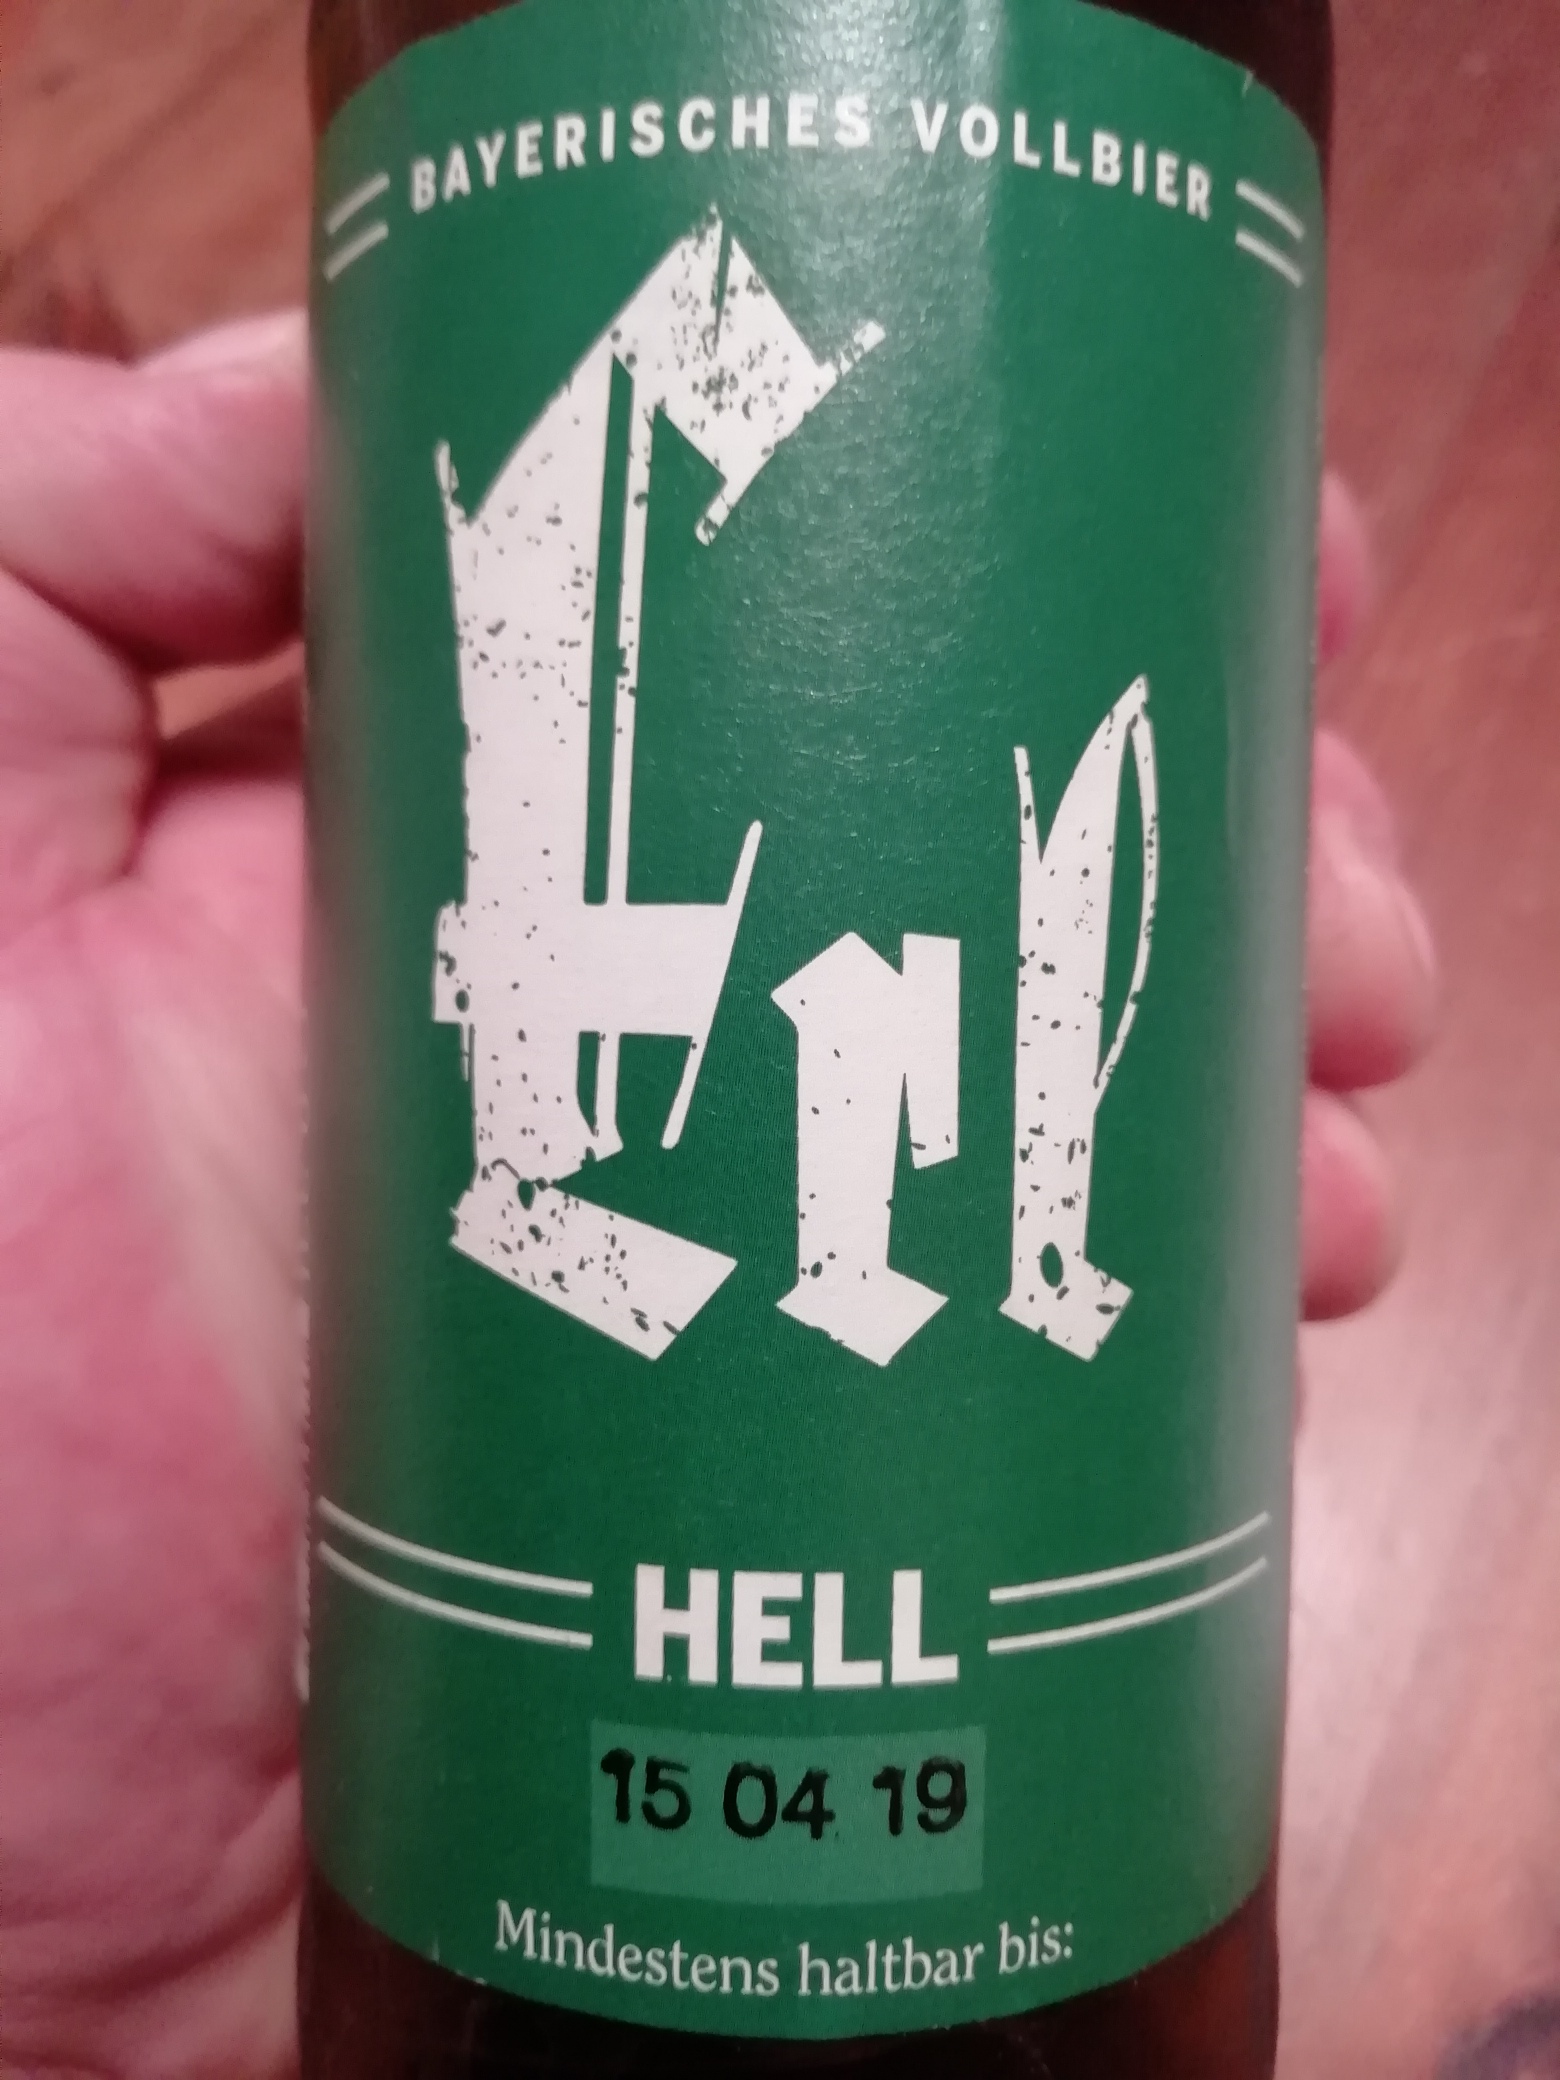 BAYERISCHES VOLLBIER
Erl
HELL
15 04 19
Mindestens haltbar bis: